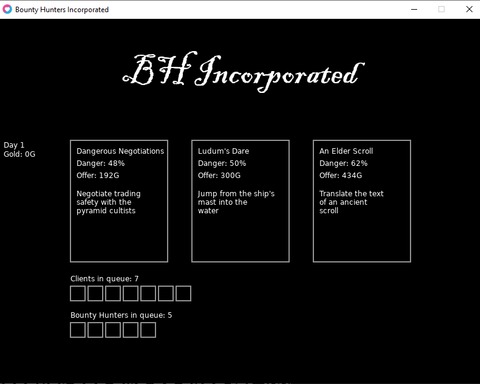 Bounty Hunters Incorporated
BH Incorporated
Day 1
Gold: 0G
Dangerous Negotiations
Danger: 48%
Offer: 192G
Negotiate trading
safety with the
pyramid cultists
Ludum's Dare
Danger: 50%
Offer: 300G
Jump from the ship's
mast into the
water
An Elder Scroll
Danger: 62%
Offer: 434G
Translate the text
of an ancient
scroll
Clients in queue: 7
Bounty Hunters in queue: 5